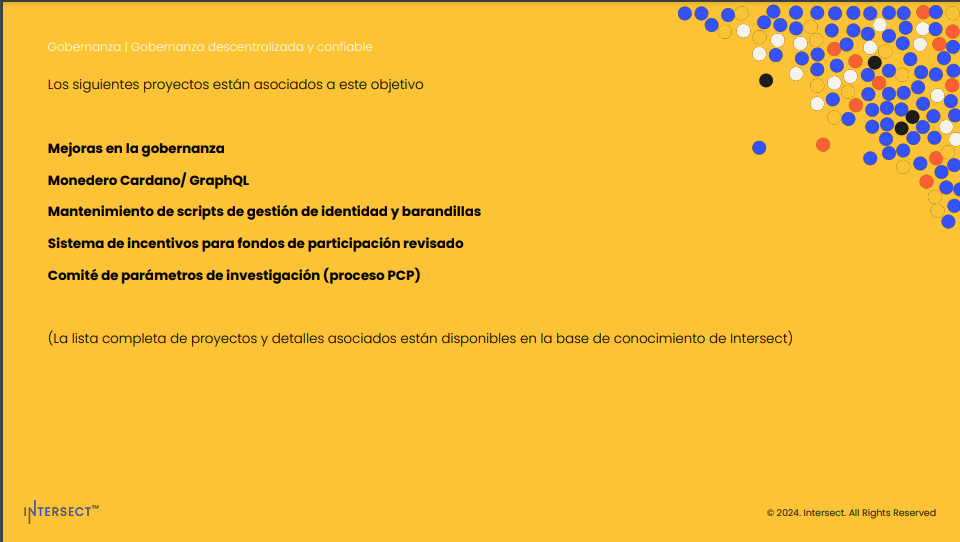 Gobernanza | Gobernanza descentralizada y confiable
Los siguientes proyectos están asociados a este objetivo
Mejoras en la gobernanza
Monedero Cardano/ GraphQL
Mantenimiento de scripts de gestión de identidad y barandillas
Sistema de incentivos para fondos de participación revisado
Comité de parámetros de investigación (proceso PCP)
(La lista completa de proyectos y detalles asociados están disponibles en la base de conocimiento de Intersect)
INTERSECT™
© 2024. Intersect. All Rights Reserved